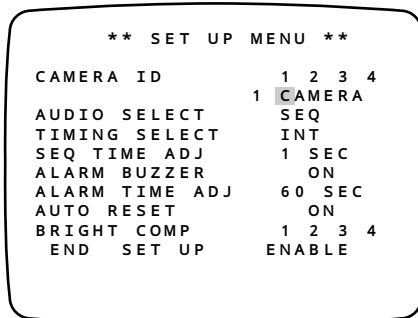 ** SET UP MENU **
CAMERA ID 1 2 3 4
1 CAMERA
AUDIO SELECT SEQ
TIMING SELECT INT
SEQ TIME ADJ 1 SEC
ALARM BUZZER ON
ALARM TIME ADJ 60 SEC
AUTO RESET ON
BRIGHT COMP 1 2 3 4
END SET UP ENABLE